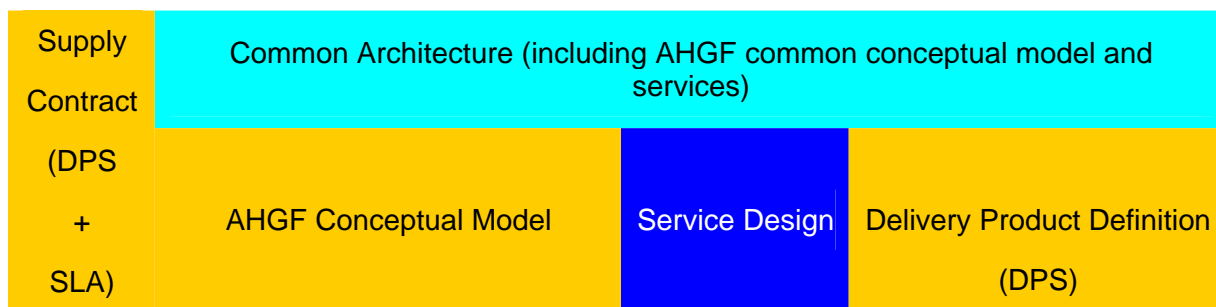 Supply
Contract
(DPS
+
SLA)
Common Architecture (including AHGF common conceptual model and
services)
AHGF Conceptual Model
Service Design
Delivery Product Definition
(DPS)